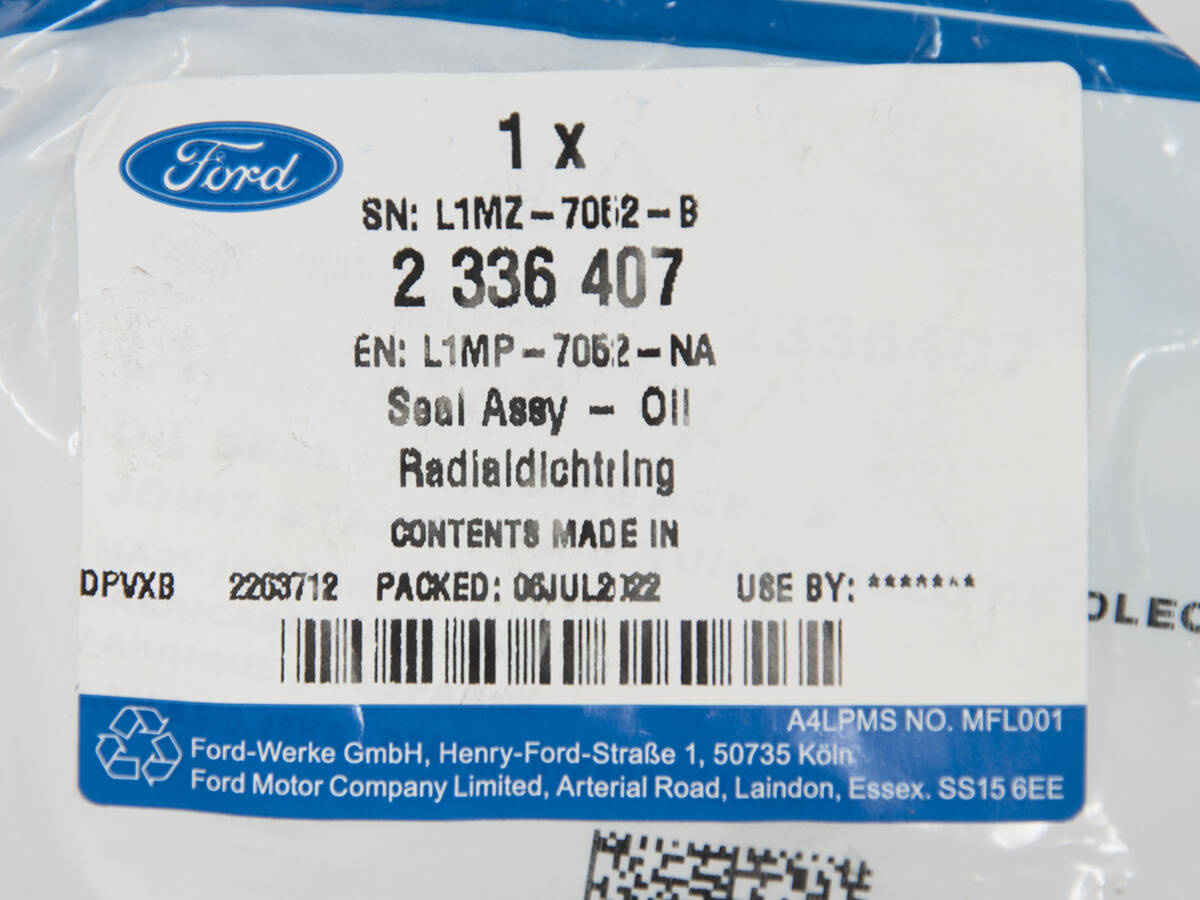 Ford
1 x
SN: L1MZ-7052-B
2 336 407
EN: L1MP-7052-NA
Seal Assy - Oil
Radialdichtring
CONTENTS MADE IN
DPVXB 2263712 PACKED: 06JUL2022 USE BY: *******
A4LPMS NO. MFL001
Ford-Werke GmbH, Henry-Ford-Straße 1, 50735 Köln
Ford Motor Company Limited, Arterial Road, Laindon, Essex. SS15 6EE